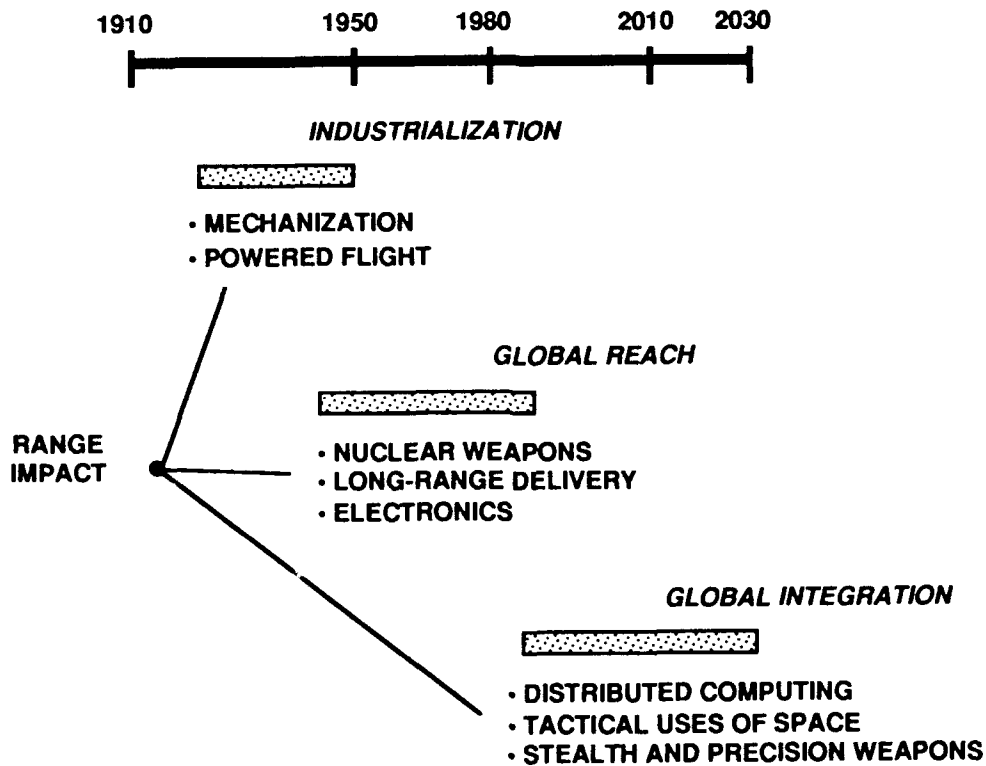 1910 1950 1980 2010 2030
INDUSTRIALIZATION
• MECHANIZATION
• POWERED FLIGHT
GLOBAL REACH
RANGE
IMPACT
• NUCLEAR WEAPONS
• LONG-RANGE DELIVERY
• ELECTRONICS
GLOBAL INTEGRATION
• DISTRIBUTED COMPUTING
• TACTICAL USES OF SPACE
• STEALTH AND PRECISION WEAPONS